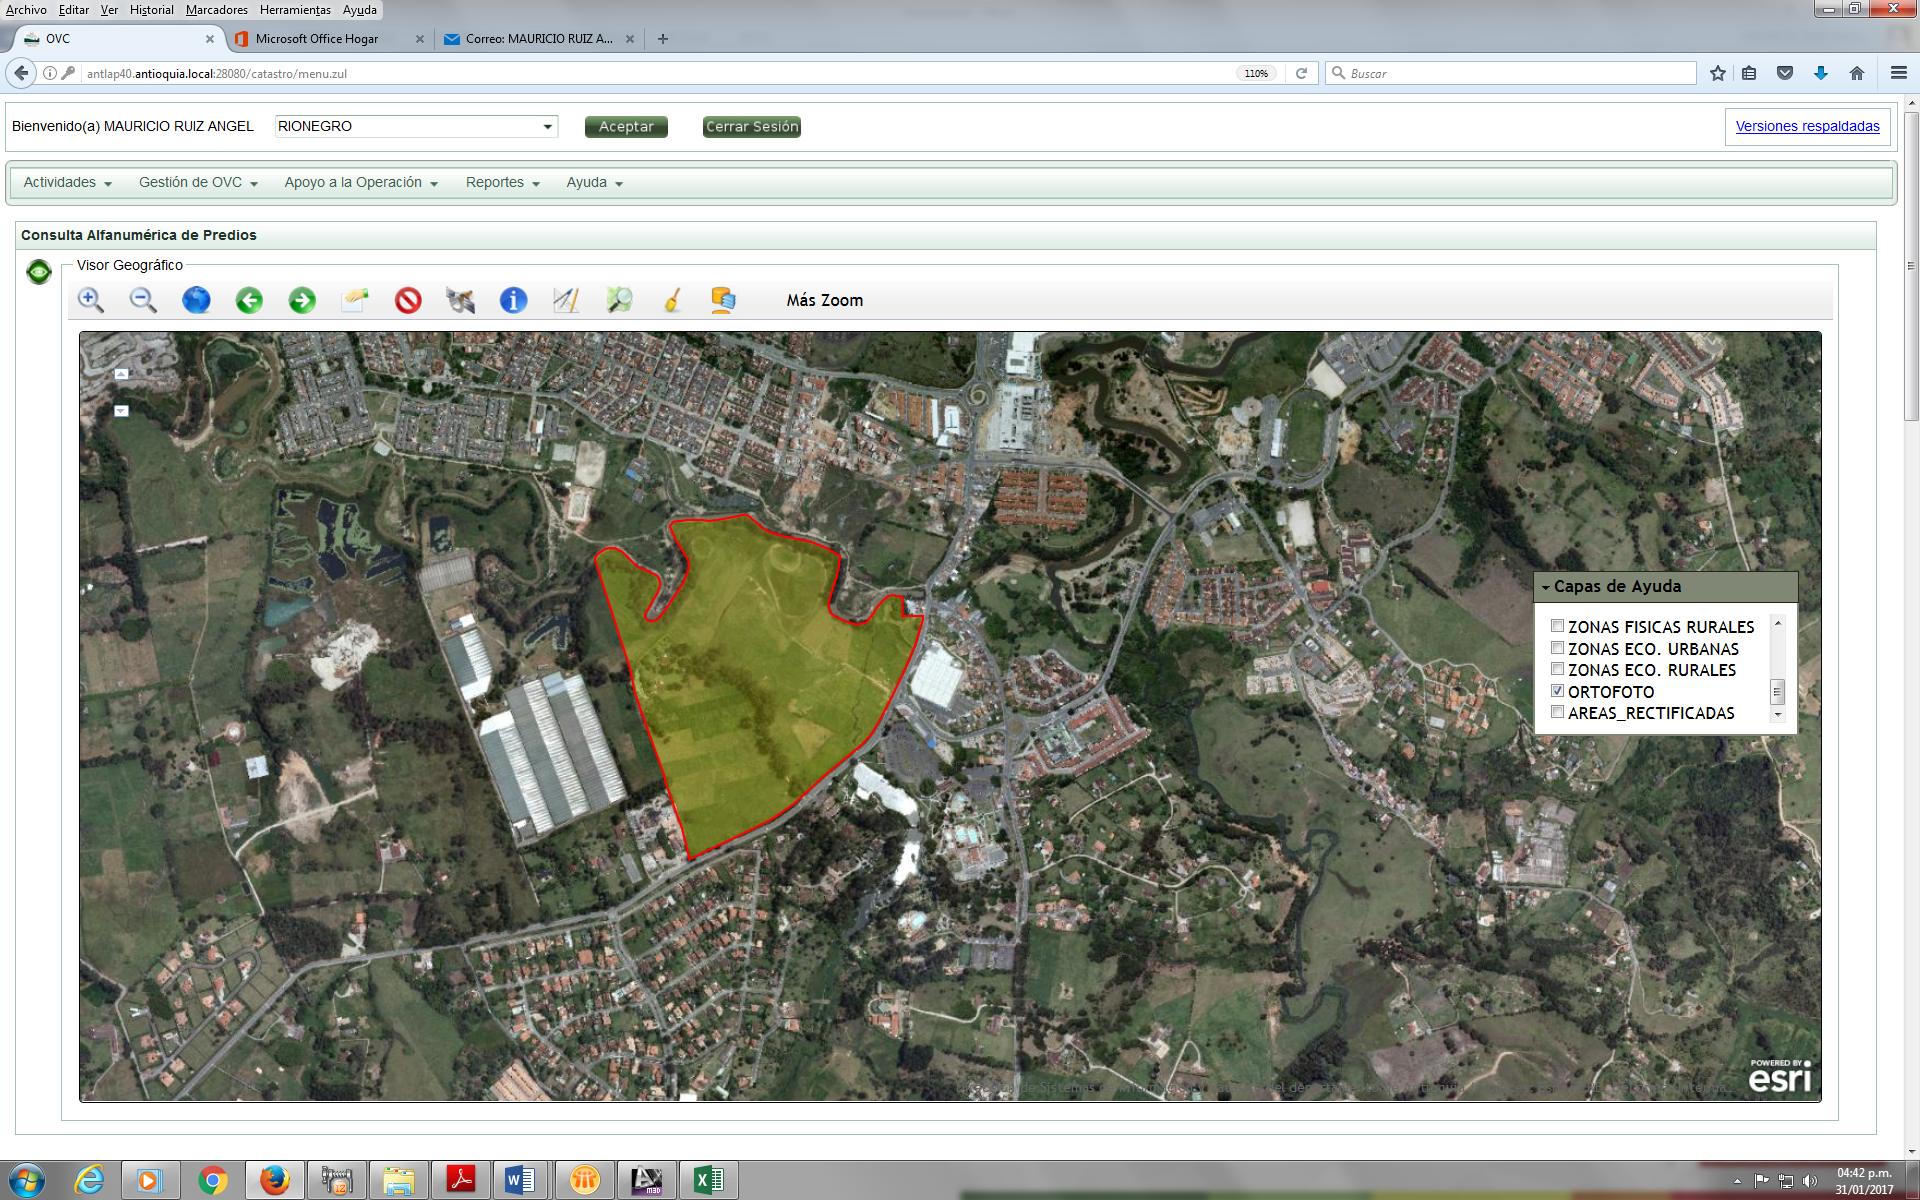 Archivo Editar Ver Historial Marcadores Herramientas Ayuda
OVC
Microsoft Office Hogar
Correo: MAURICIO RUIZ A...
antlap40.antioquia.local:28080/catastro/menu.zul
110%
Buscar
Bienvenido(a) MAURICIO RUIZ ANGEL
RIONEGRO
Aceptar
Cerrar Sesión
Versiones respaldadas
Actividades
Gestión de OVC
Apoyo a la Operación
Reportes
Ayuda
Consulta Alfanumérica de Predios
Visor Geográfico
Más Zoom
Capas de Ayuda
ZONAS FISICAS RURALES
ZONAS ECO. URBANAS
ZONAS ECO. RURALES
ORTOFOTO
AREAS_RECTIFICADAS
POWERED BY
esri
04:42 p.m.
31/01/2017